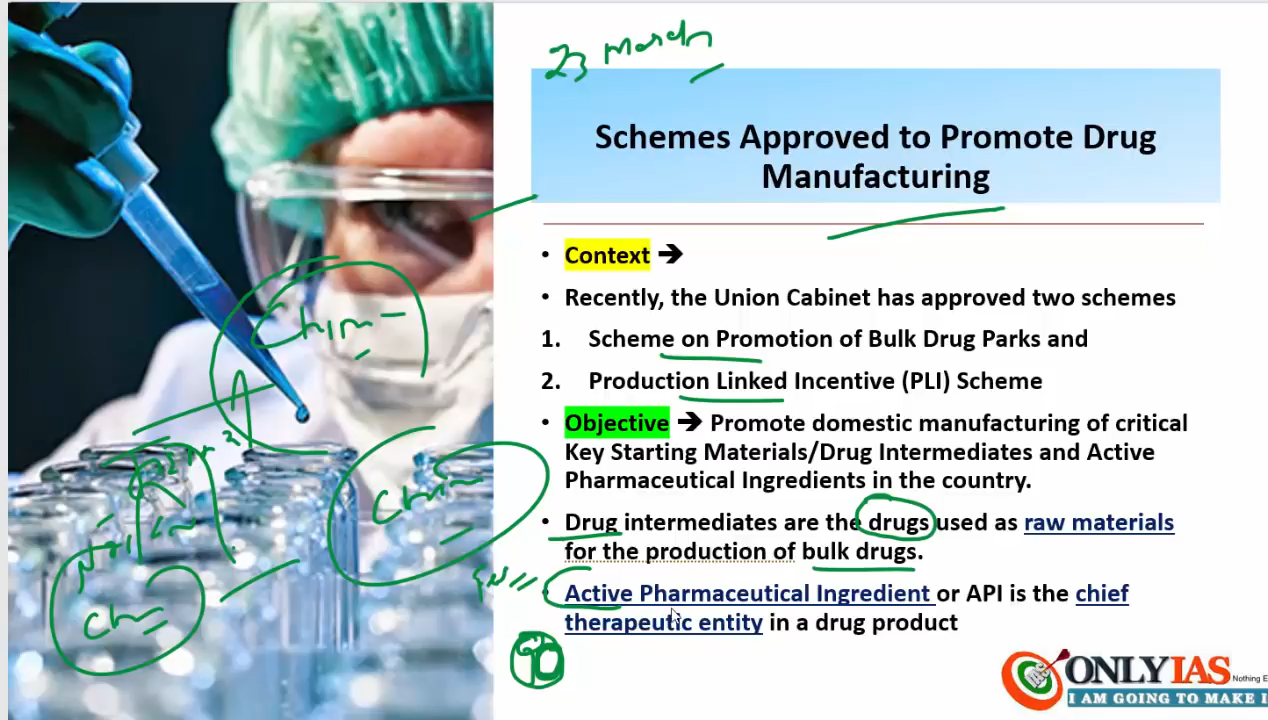 23 March
Schemes Approved to Promote Drug
Manufacturing
• Context ➔
• Recently, the Union Cabinet has approved two schemes
1. Scheme on Promotion of Bulk Drug Parks and
2. Production Linked Incentive (PLI) Scheme
• Objective ➔ Promote domestic manufacturing of critical
Key Starting Materials/Drug Intermediates and Active
Pharmaceutical Ingredients in the country.
• Drug intermediates are the drugs used as raw materials
for the production of bulk drugs.
• Active Pharmaceutical Ingredient or API is the chief
therapeutic entity in a drug product
ONLYIAS
Nothing E
I AM GOING TO MAKE I